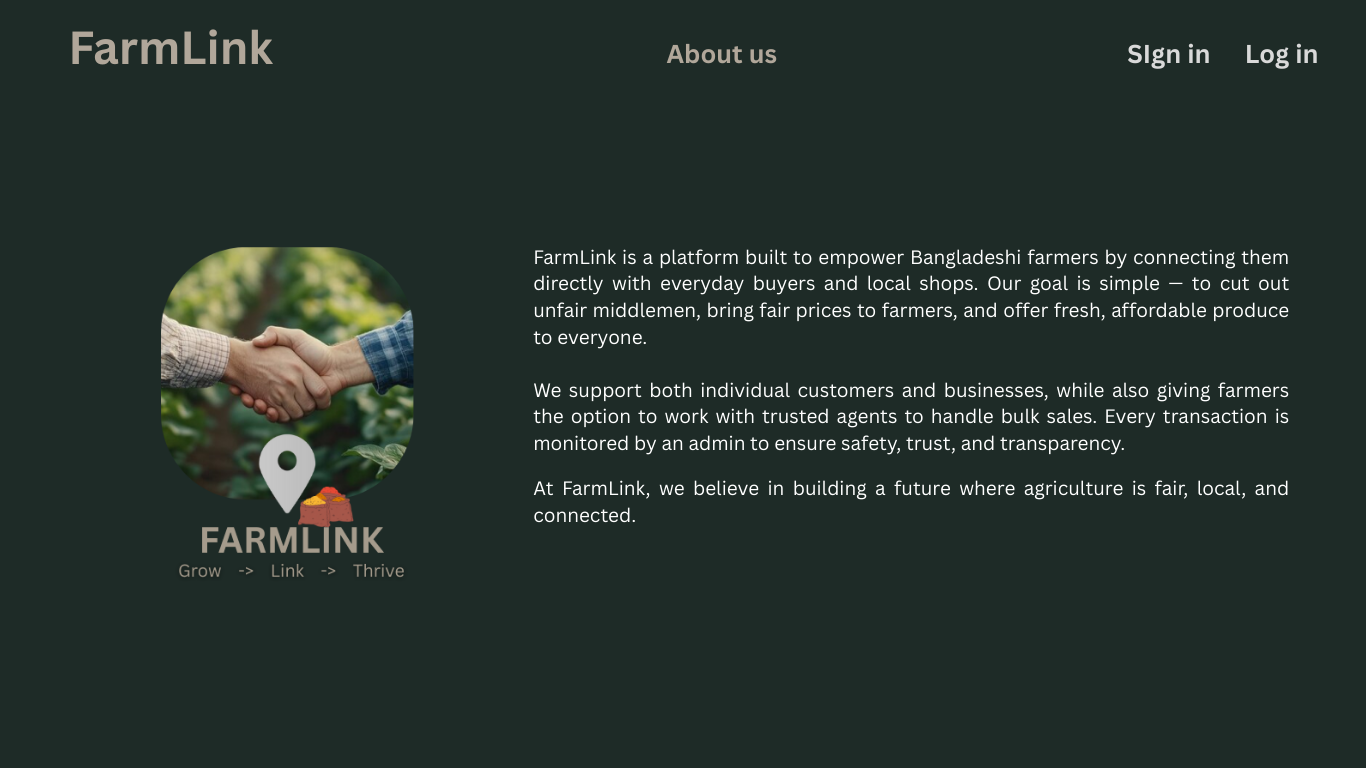 FarmLink
About us
SIgn in
Log in
FarmLink is a platform built to empower Bangladeshi farmers by connecting them
directly with everyday buyers and local shops. Our goal is simple — to cut out
unfair middlemen, bring fair prices to farmers, and offer fresh, affordable produce
to everyone.
We support both individual customers and businesses, while also giving farmers
the option to work with trusted agents to handle bulk sales. Every transaction is
monitored by an admin to ensure safety, trust, and transparency.
At FarmLink, we believe in building a future where agriculture is fair, local, and
connected.
FARMLINK
Grow -> Link -> Thrive